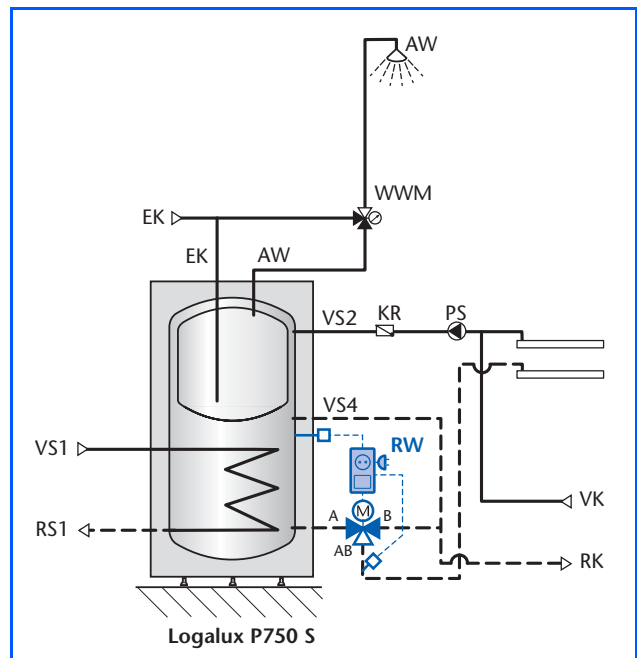 AW
WWM
EK
EK
AW
VS2
KR
PS
VS4
RW
VS1
M
VK
A
B
RS1
AB
RK
Logalux P750 S